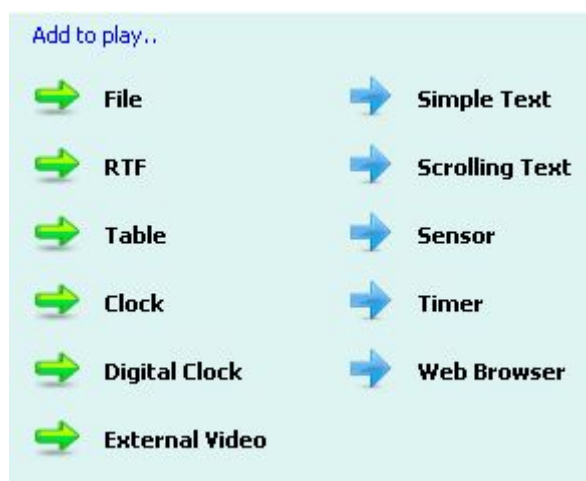 Add to play..
File
Simple Text
RTF
Scrolling Text
Table
Sensor
Clock
Timer
Digital Clock
Web Browser
External Video